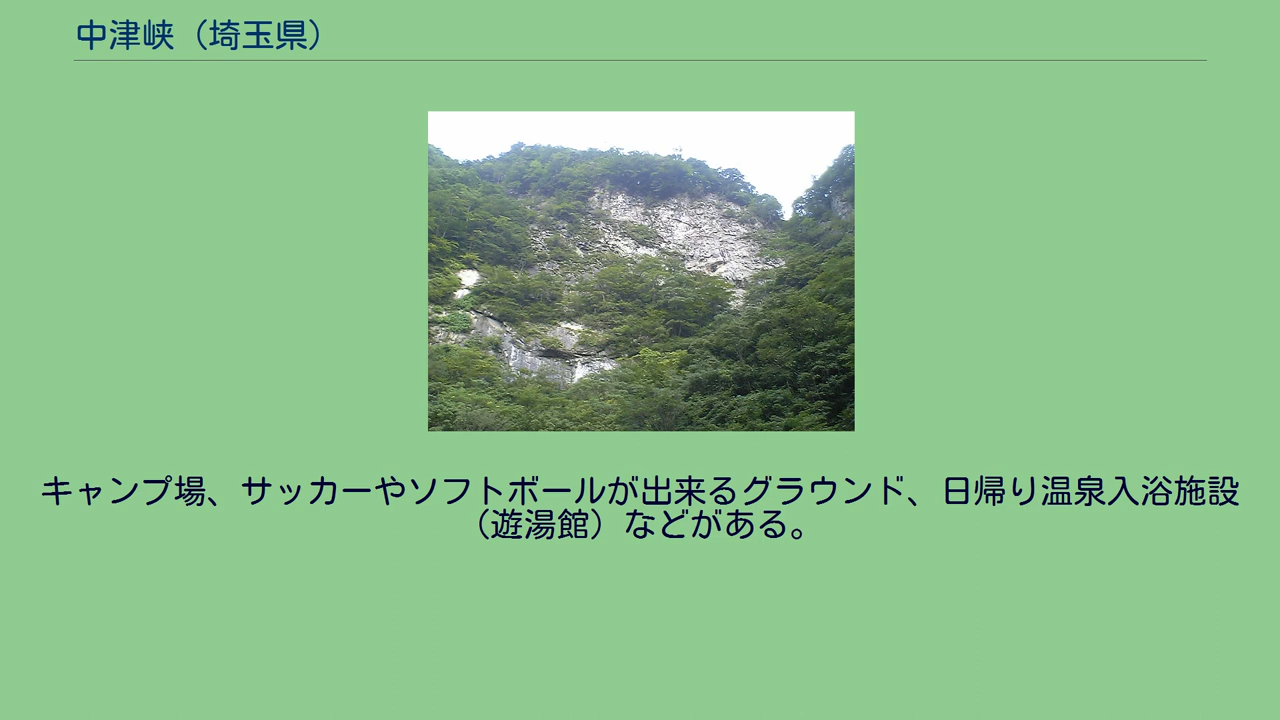 中津峡（埼玉県）
キャンプ場、サッカーやソフトボールが出来るグラウンド、日帰り温泉入浴施設
（遊湯館）などがある。